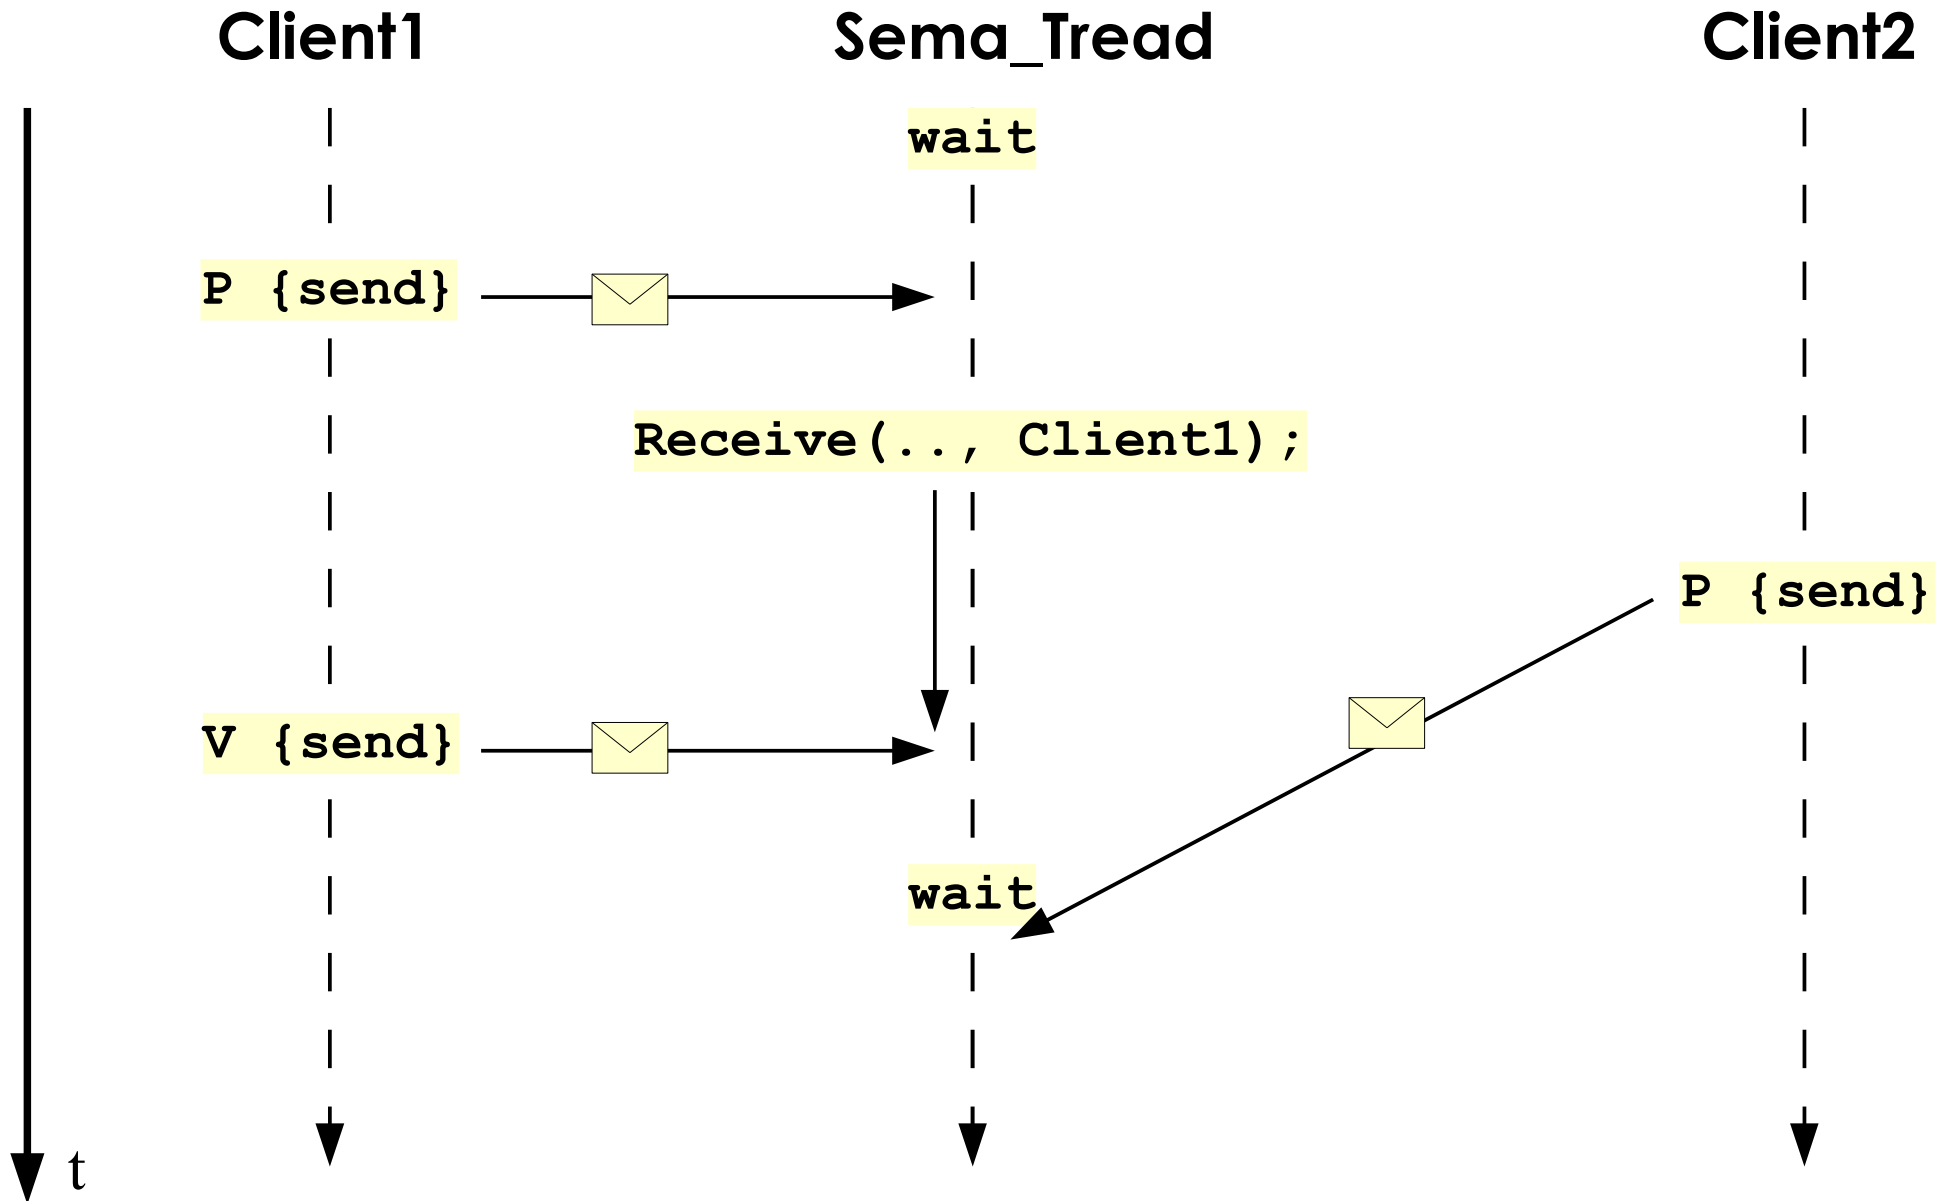 Client1 Sema_Tread Client2
wait
P {send}
Receive(.., Client1);
P {send}
V {send}
wait
t